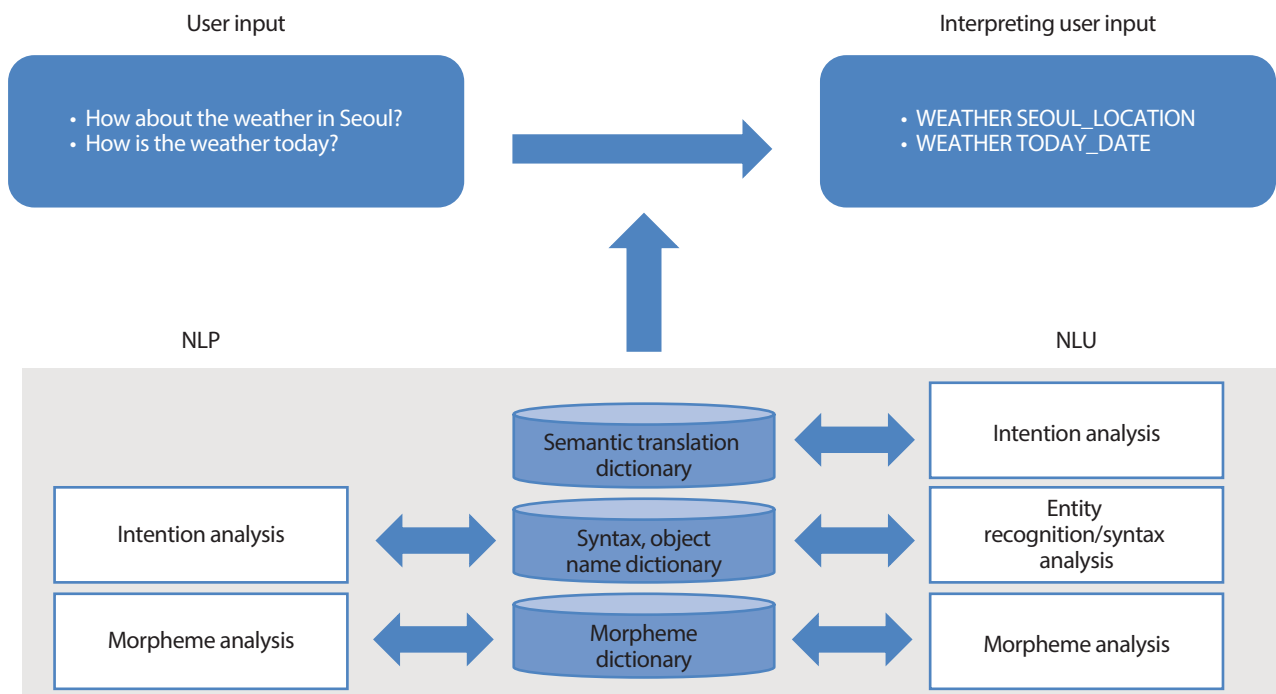 User input
Interpreting user input
• How about the weather in Seoul?
• How is the weather today?
• WEATHER SEOUL_LOCATION
• WEATHER TODAY_DATE
NLP
NLU
Semantic translation
dictionary
Intention analysis
Intention analysis
Syntax, object
name dictionary
Entity
recognition/syntax
analysis
Morpheme analysis
Morpheme
dictionary
Morpheme analysis